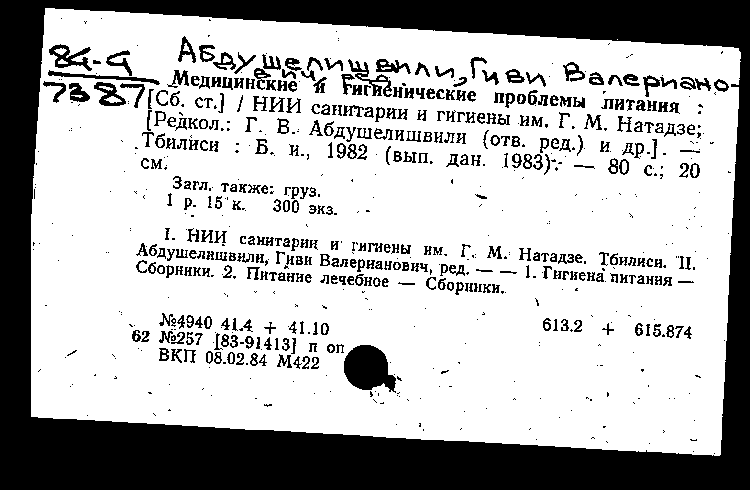 84-4
7387
Абдушелишвили, Гиви Валериано-
вич, ред.
Медицинские и гигиенические проблемы питания :
[Сб. ст.] / НИИ санитарии и гигиены им. Г. М. Натадзе;
[Редкол.: Г. В. Абдушелишвили (отв. ред.) и др.]. —
Тбилиси : Б. и., 1982 (вып. дан. 1983). — 80 с.; 20
см.
Загл. также: груз.
1 р. 15 к. 300 экз.
I. НИИ санитарии и гигиены им. Г. М. Натадзе. Тбилиси. II.
Абдушелишвили, Гиви Валерианович, ред. — — 1. Гигиена питания —
Сборники. 2. Питание лечебное — Сборники.
№4940 41.4 + 41.10 613.2 + 615.874
62 №257 [83-91413] п оп
ВКП 08.02.84 М422